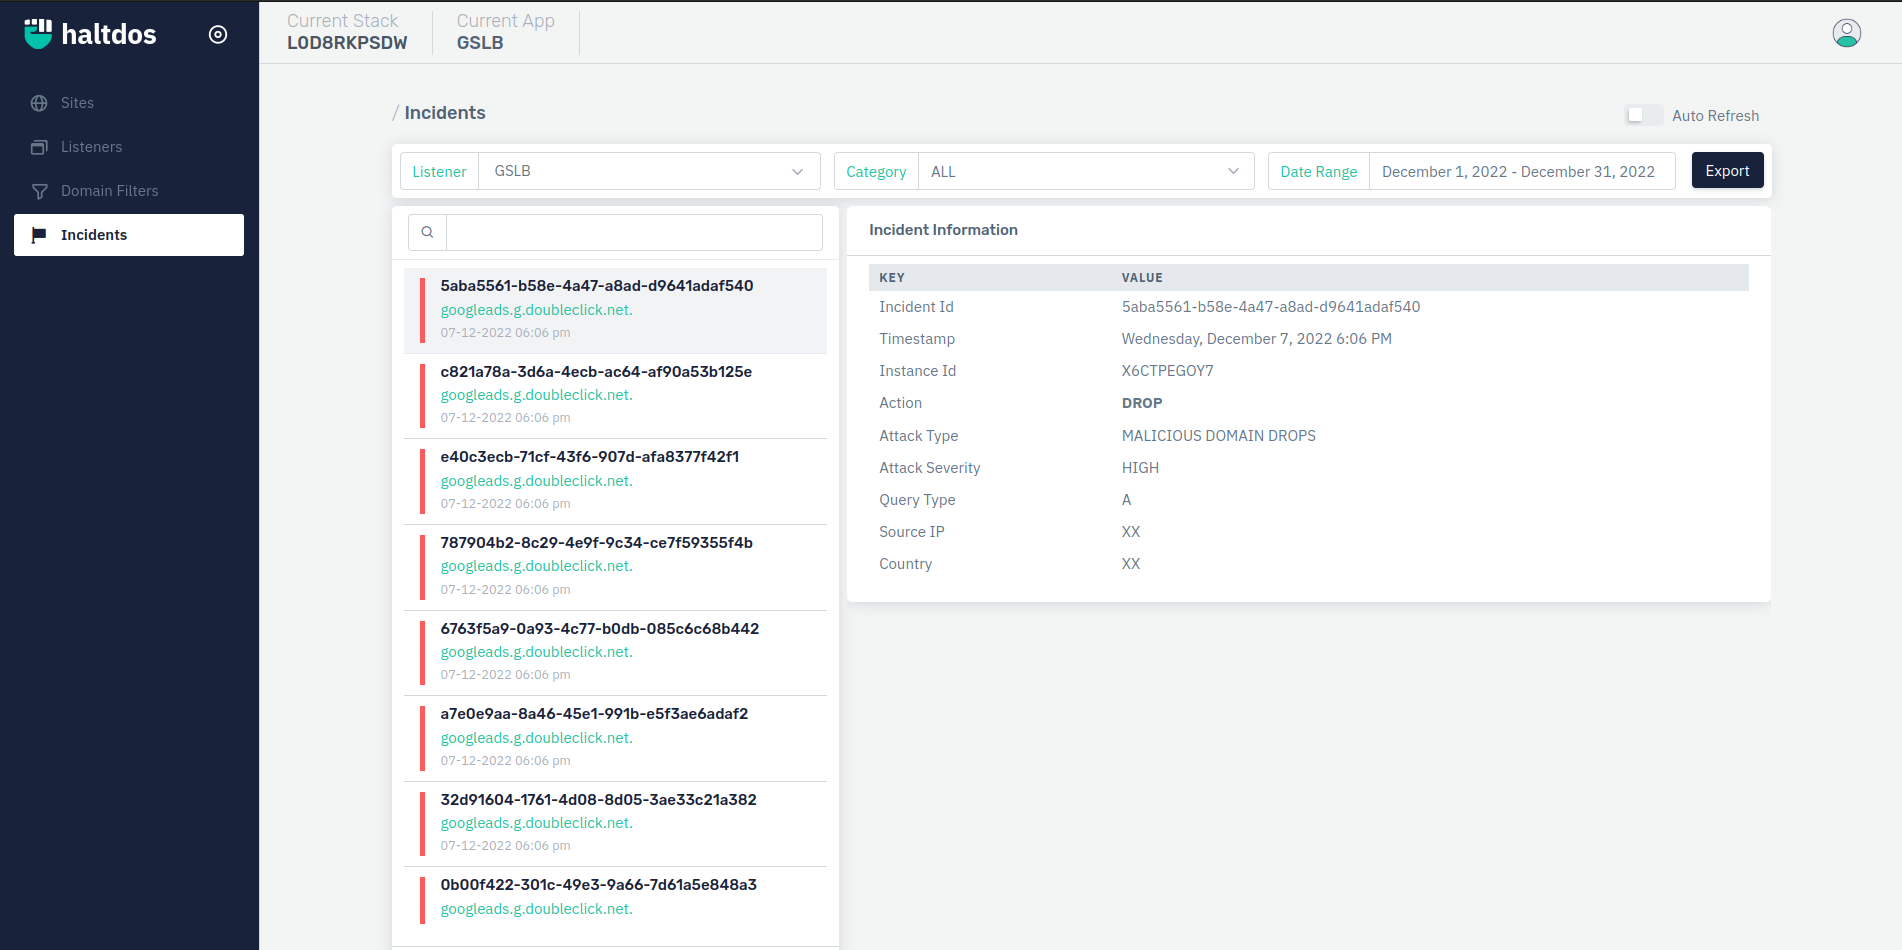 haltdos
Current Stack
L0D8RKPSDW
Current App
GSLB
Sites
Listeners
Domain Filters
Incidents
/ Incidents
Auto Refresh
Listener GSLB
Category ALL
Date Range December 1, 2022 - December 31, 2022
Export
5aba5561-b58e-4a47-a8ad-d9641adaf540
googleads.g.doubleclick.net.
07-12-2022 06:06 pm
c821a78a-3d6a-4ecb-ac64-af90a53b125e
googleads.g.doubleclick.net.
07-12-2022 06:06 pm
e40c3ecb-71cf-43f6-907d-afa8377f42f1
googleads.g.doubleclick.net.
07-12-2022 06:06 pm
787904b2-8c29-4e9f-9c34-ce7f59355f4b
googleads.g.doubleclick.net.
07-12-2022 06:06 pm
6763f5a9-0a93-4c77-b0db-085c6c68b442
googleads.g.doubleclick.net.
07-12-2022 06:06 pm
a7e0e9aa-8a46-45e1-991b-e5f3ae6adaf2
googleads.g.doubleclick.net.
07-12-2022 06:06 pm
32d91604-1761-4d08-8d05-3ae33c21a382
googleads.g.doubleclick.net.
07-12-2022 06:06 pm
0b00f422-301c-49e3-9a66-7d61a5e848a3
googleads.g.doubleclick.net.
Incident Information
KEY VALUE
Incident Id 5aba5561-b58e-4a47-a8ad-d9641adaf540
Timestamp Wednesday, December 7, 2022 6:06 PM
Instance Id X6CTPEGOY7
Action DROP
Attack Type MALICIOUS DOMAIN DROPS
Attack Severity HIGH
Query Type A
Source IP XX
Country XX